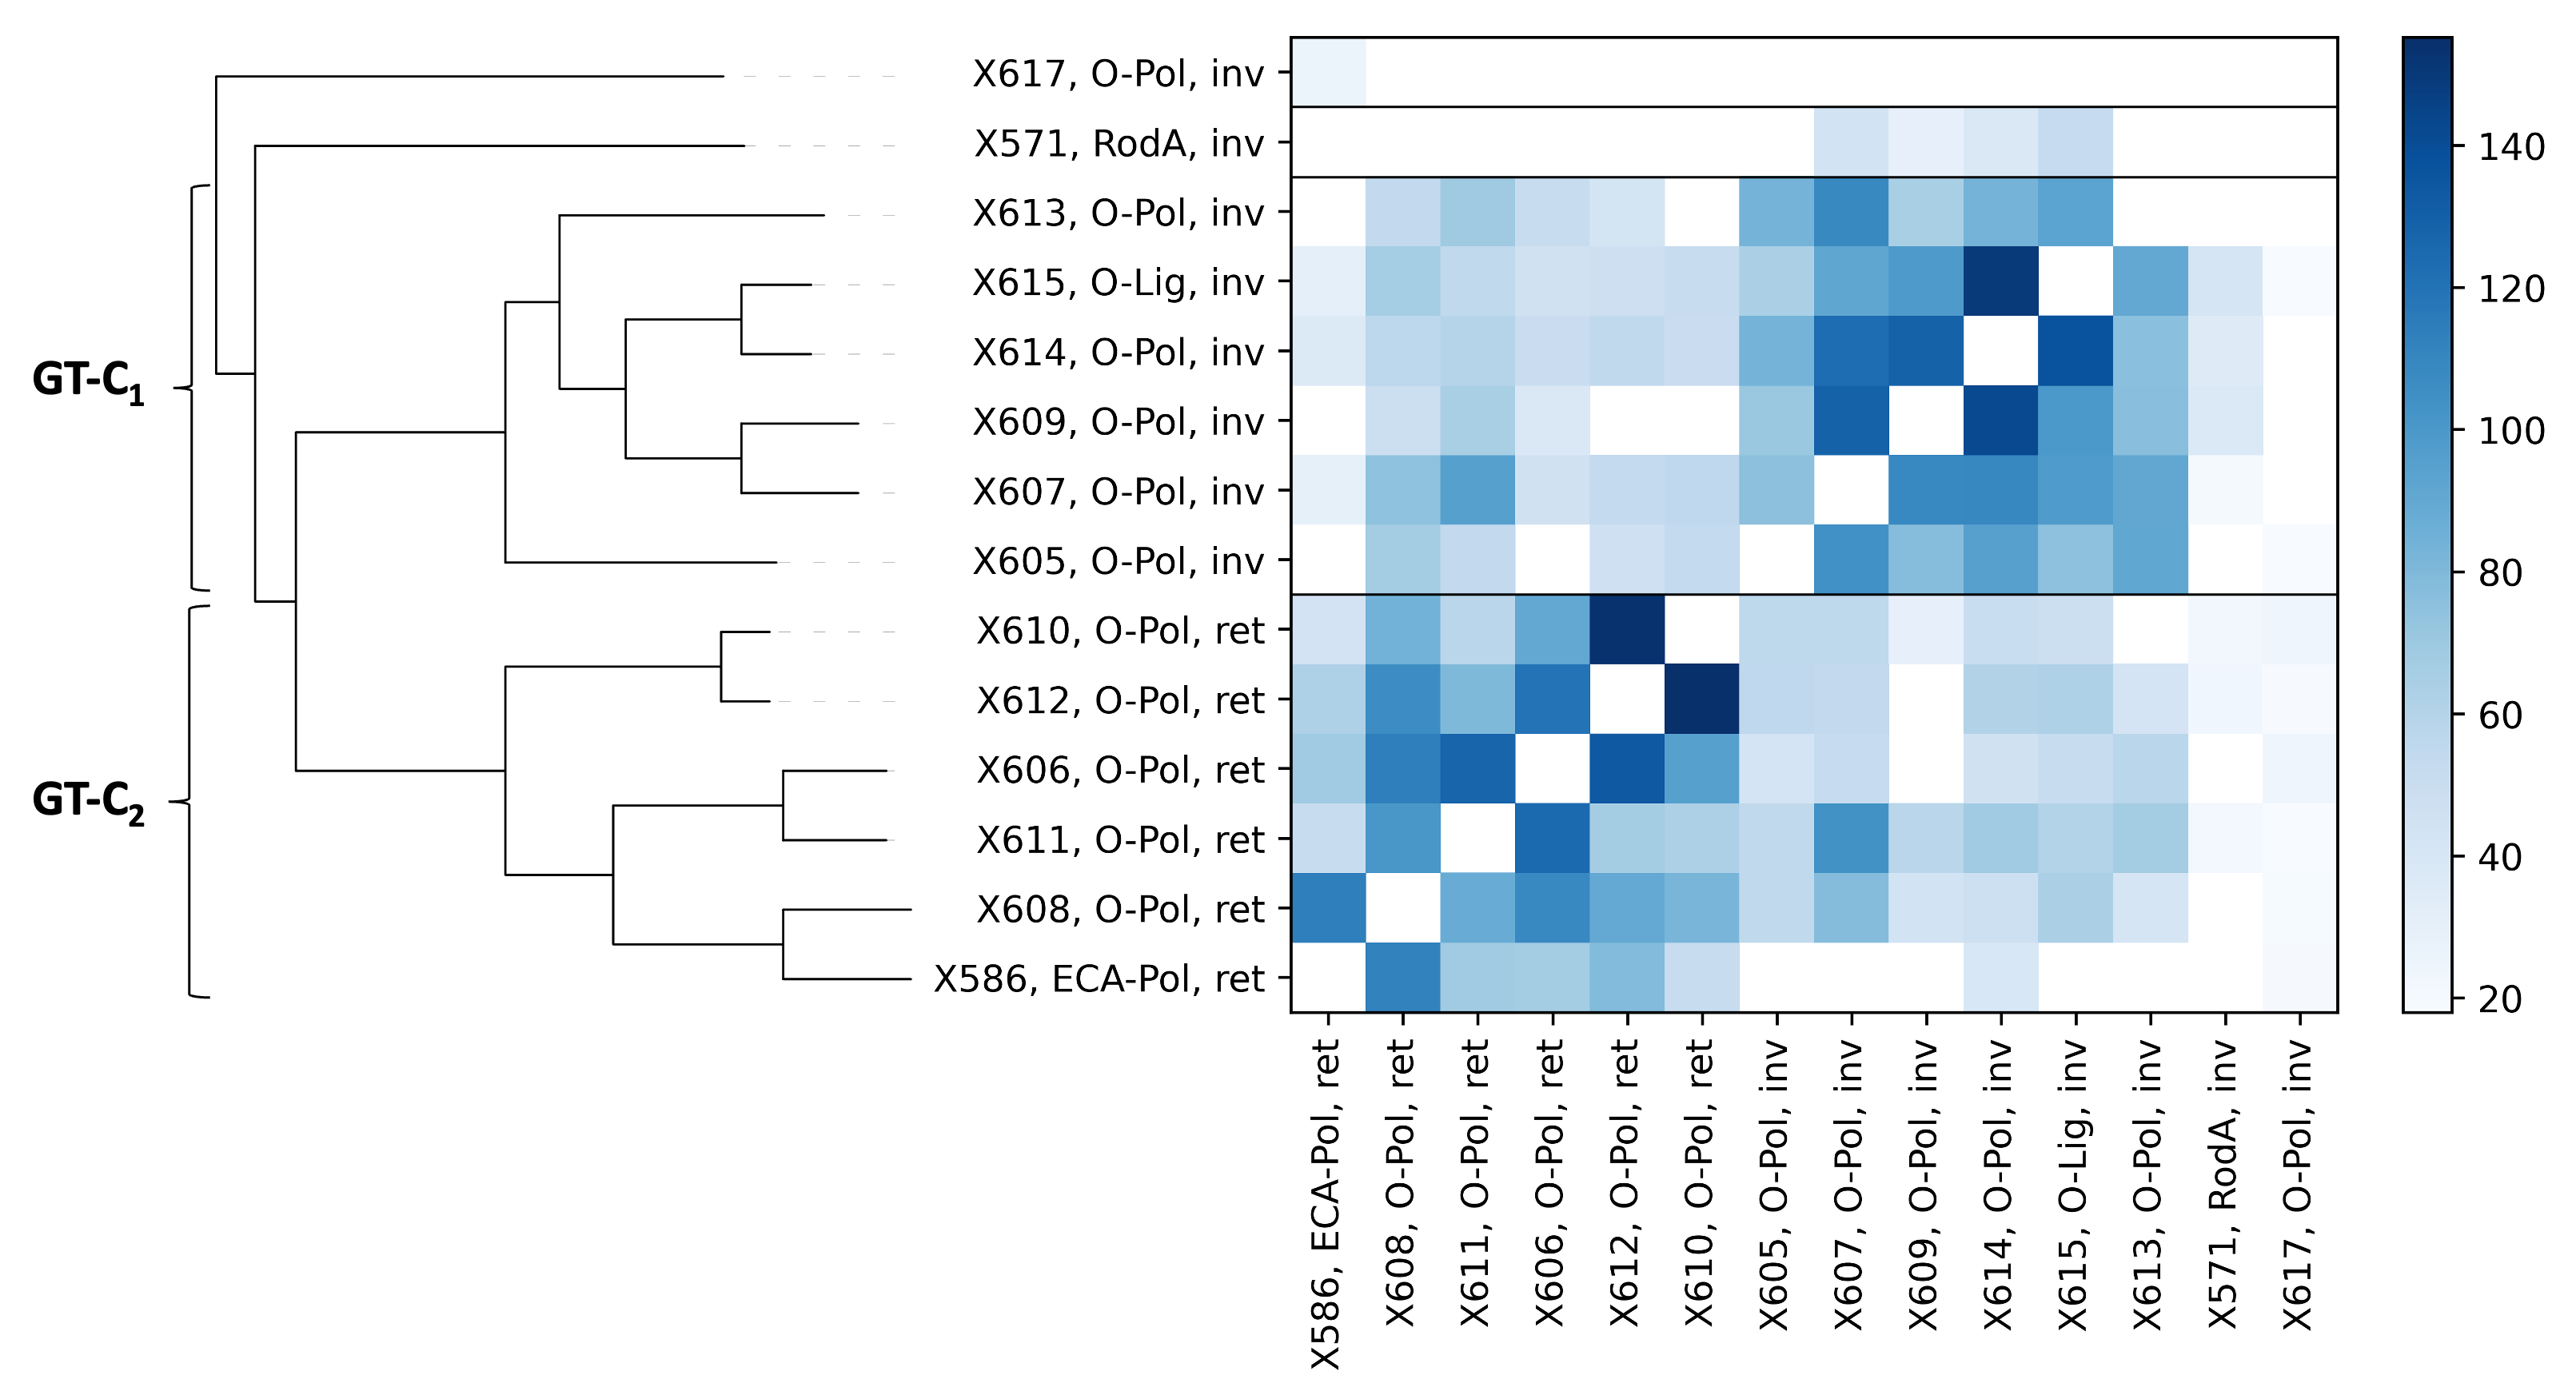 X617, O-Pol, inv
X571, RodA, inv
X613, O-Pol, inv
X615, O-Lig, inv
X614, O-Pol, inv
X609, O-Pol, inv
X607, O-Pol, inv
X605, O-Pol, inv
X610, O-Pol, ret
X612, O-Pol, ret
X606, O-Pol, ret
X611, O-Pol, ret
X608, O-Pol, ret
X586, ECA-Pol, ret
GT-C1
GT-C2
X586, ECA-Pol, ret
X608, O-Pol, ret
X611, O-Pol, ret
X606, O-Pol, ret
X612, O-Pol, ret
X610, O-Pol, ret
X605, O-Pol, inv
X607, O-Pol, inv
X609, O-Pol, inv
X614, O-Pol, inv
X615, O-Lig, inv
X613, O-Pol, inv
X571, RodA, inv
X617, O-Pol, inv
140
120
100
80
60
40
20